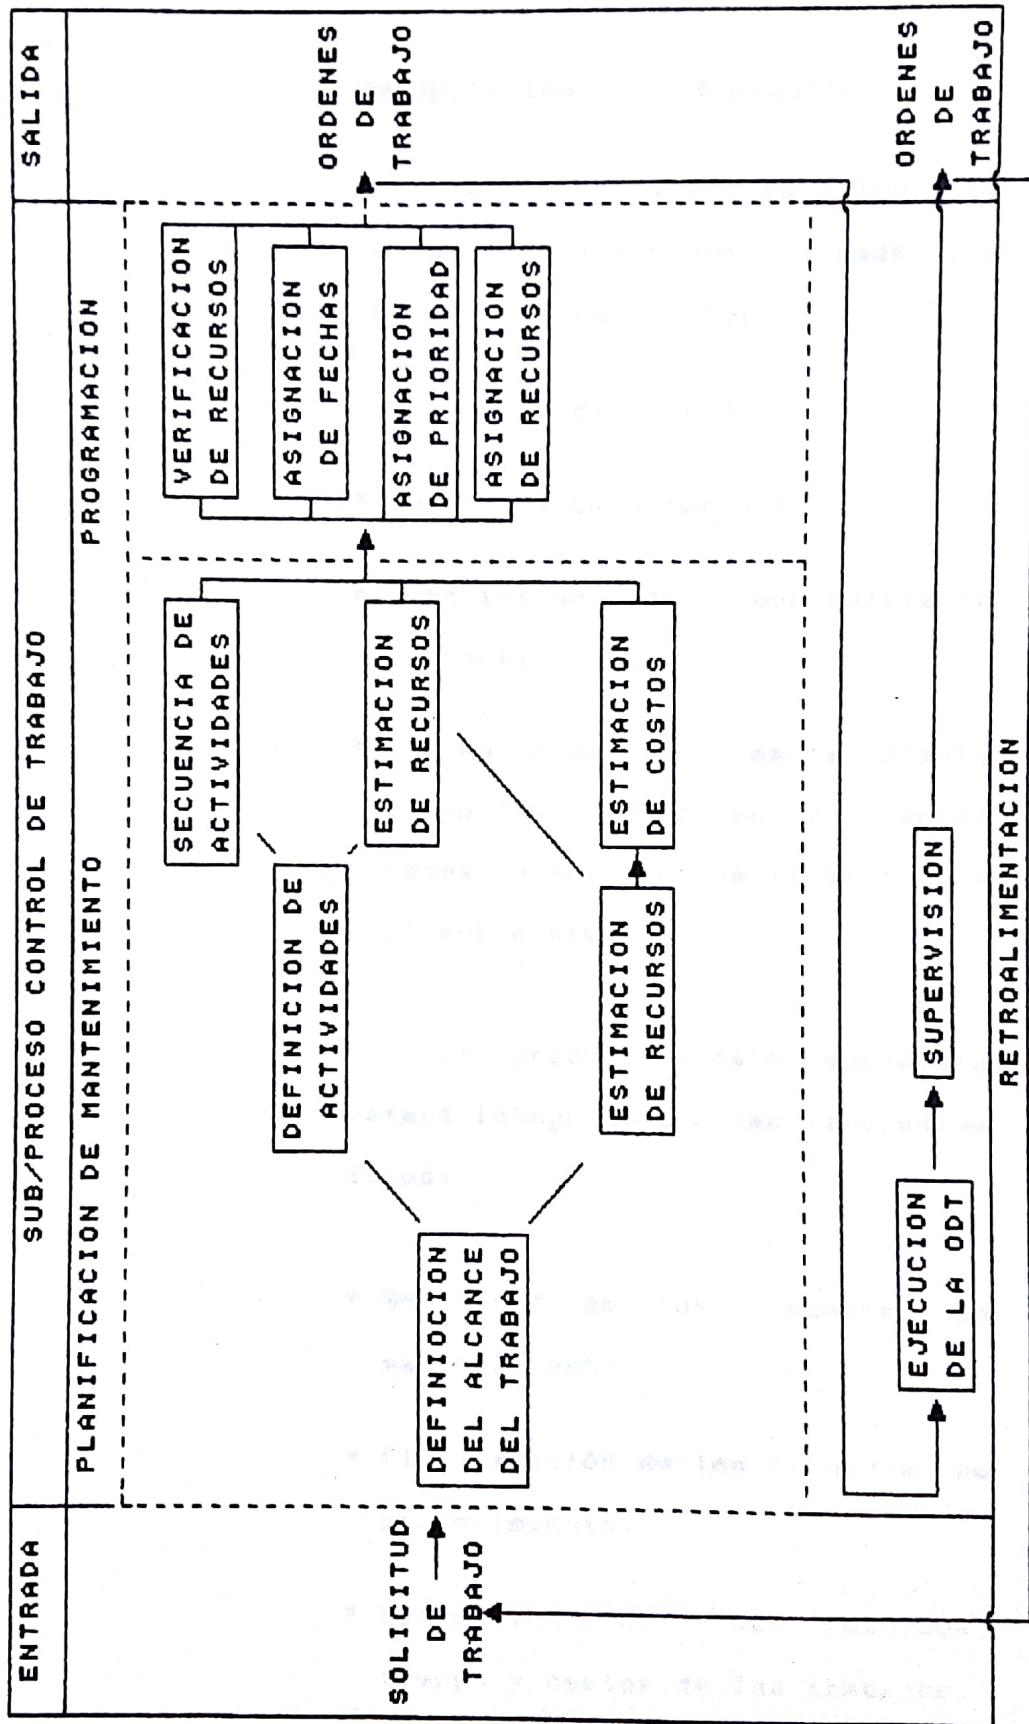 ENTRADA
SUB/PROCESO CONTROL DE TRABAJO
SALIDA
PLANIFICACION DE MANTENIMIENTO
PROGRAMACION
SOLICITUD
DE
TRABAJO
DEFINIOCION
DEL ALCANCE
DEL TRABAJO
DEFINICION DE
ACTIVIDADES
ESTIMACION
DE RECURSOS
SECUENCIA DE
ACTIVIDADES
ESTIMACION
DE RECURSOS
ESTIMACION
DE COSTOS
VERIFICACION
DE RECURSOS
ASIGNACION
DE FECHAS
ASIGNACION
DE PRIORIDAD
ASIGNACION
DE RECURSOS
ORDENES
DE
TRABAJO
EJECUCION
DE LA ODT
SUPERVISION
ORDENES
DE
TRABAJO
RETROALIMENTACION